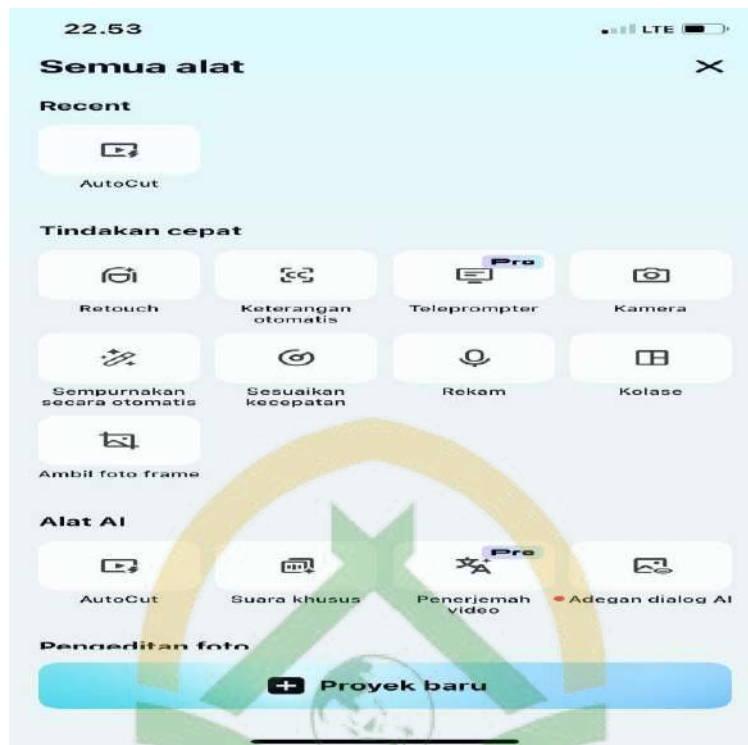 22.53
LTE
Semua alat
Recent
AutoCut
Tindakan cepat
Pro
Retouch
Keterangan
otomatis
Teleprompter
Kamera
Sempurnakan
secara otomatis
Sesuaikan
kecepatan
Rekam
Kolase
Ambil foto frame
Alat AI
Pro
AutoCut
Suara khusus
Penerjemah
video
Adegan dialog AI
Pengeditan foto
Proyek baru